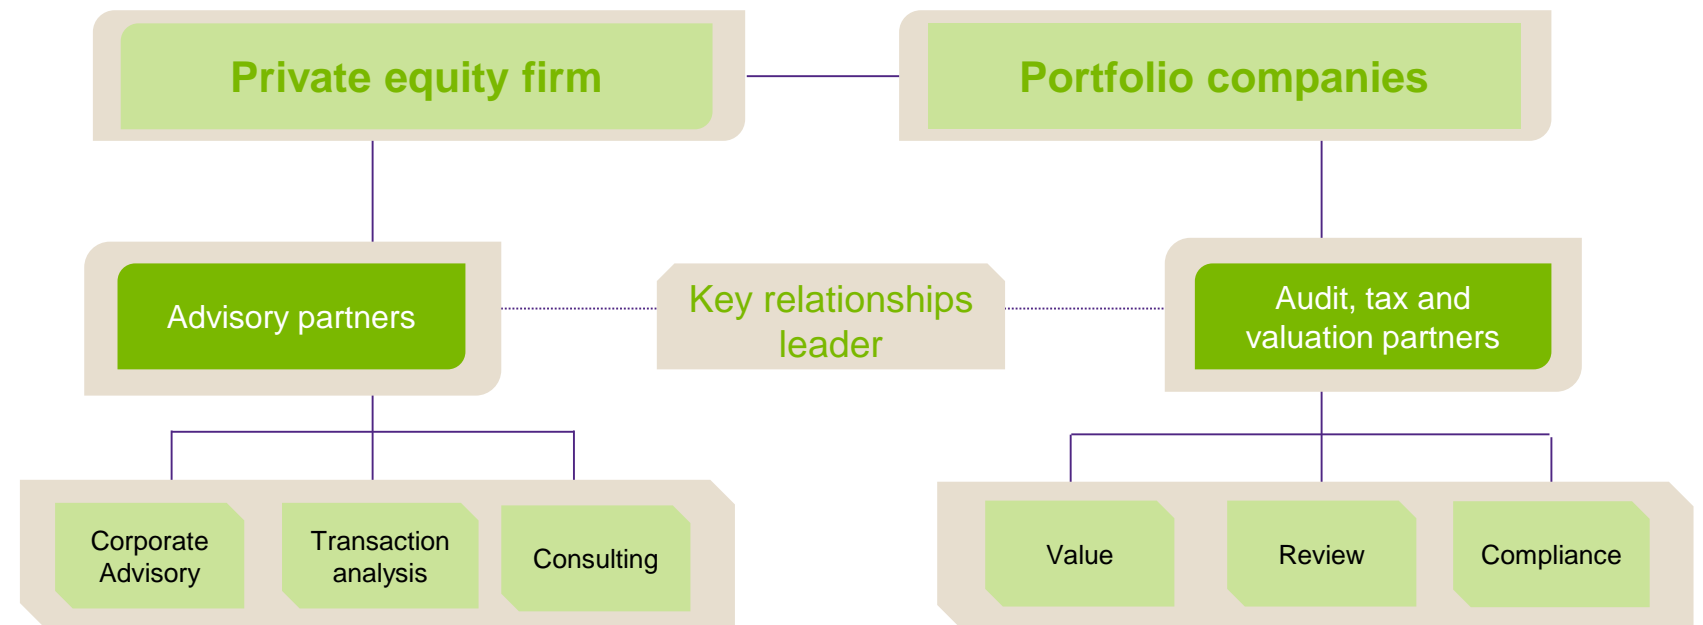 Private equity firm
Portfolio companies
Advisory partners
Key relationships
leader
Audit, tax and
valuation partners
Corporate
Advisory
Transaction
analysis
Consulting
Value
Review
Compliance